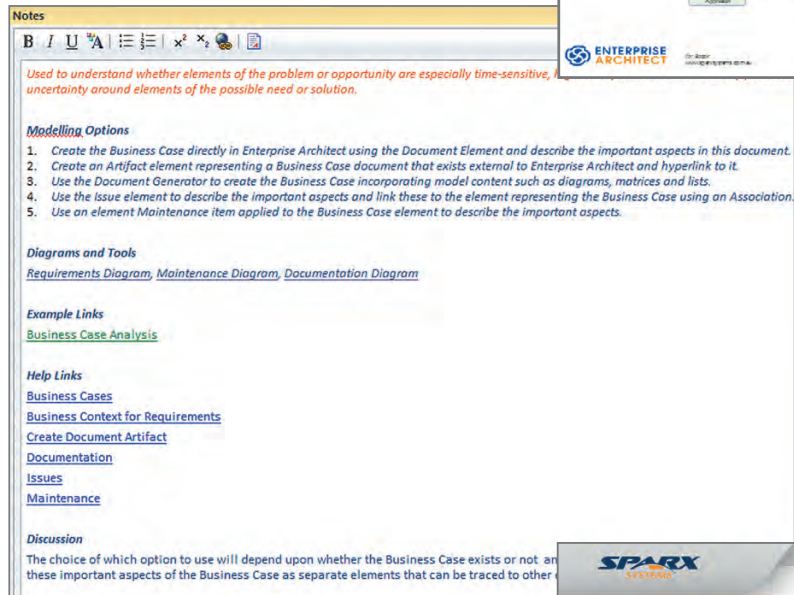 Notes
B I U A x² x₂
ENTERPRISE
ARCHITECT
Used to understand whether elements of the problem or opportunity are especially time-sensitive,
uncertainty around elements of the possible need or solution.
Modelling Options
1. Create the Business Case directly in Enterprise Architect using the Document Element and describe the important aspects in this document.
2. Create an Artifact element representing a Business Case document that exists external to Enterprise Architect and hyperlink to it.
3. Use the Document Generator to create the Business Case incorporating model content such as diagrams, matrices and lists.
4. Use the Issue element to describe the important aspects and link these to the element representing the Business Case using an Association.
5. Use an element Maintenance item applied to the Business Case element to describe the important aspects.
Diagrams and Tools
Requirements Diagram, Maintenance Diagram, Documentation Diagram
Example Links
Business Case Analysis
Help Links
Business Cases
Business Context for Requirements
Create Document Artifact
Documentation
Issues
Maintenance
Discussion
The choice of which option to use will depend upon whether the Business Case exists or not an
these important aspects of the Business Case as separate elements that can be traced to other
SPARX
SYSTEMS